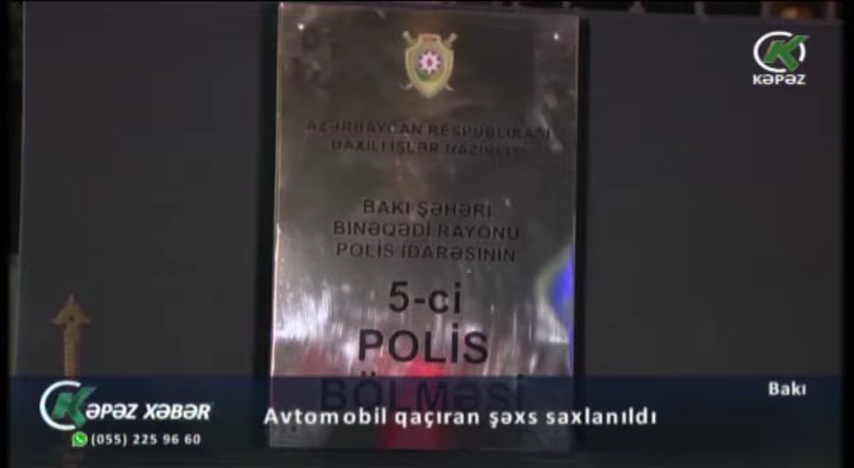 KƏPƏZ
AZƏRBAYCAN RESPUBLİKASI
DAXİLİ İŞLƏR NAZİRLİYİ
BAKI ŞƏHƏRİ
BİNƏQƏDİ RAYONU
POLİS İDARƏSİNİN
5-ci
POLİS
BÖLMƏSİ
Bakı
KƏPƏZ XƏBƏR
Avtomobil qaçıran şəxs saxlanıldı
(055) 225 96 60